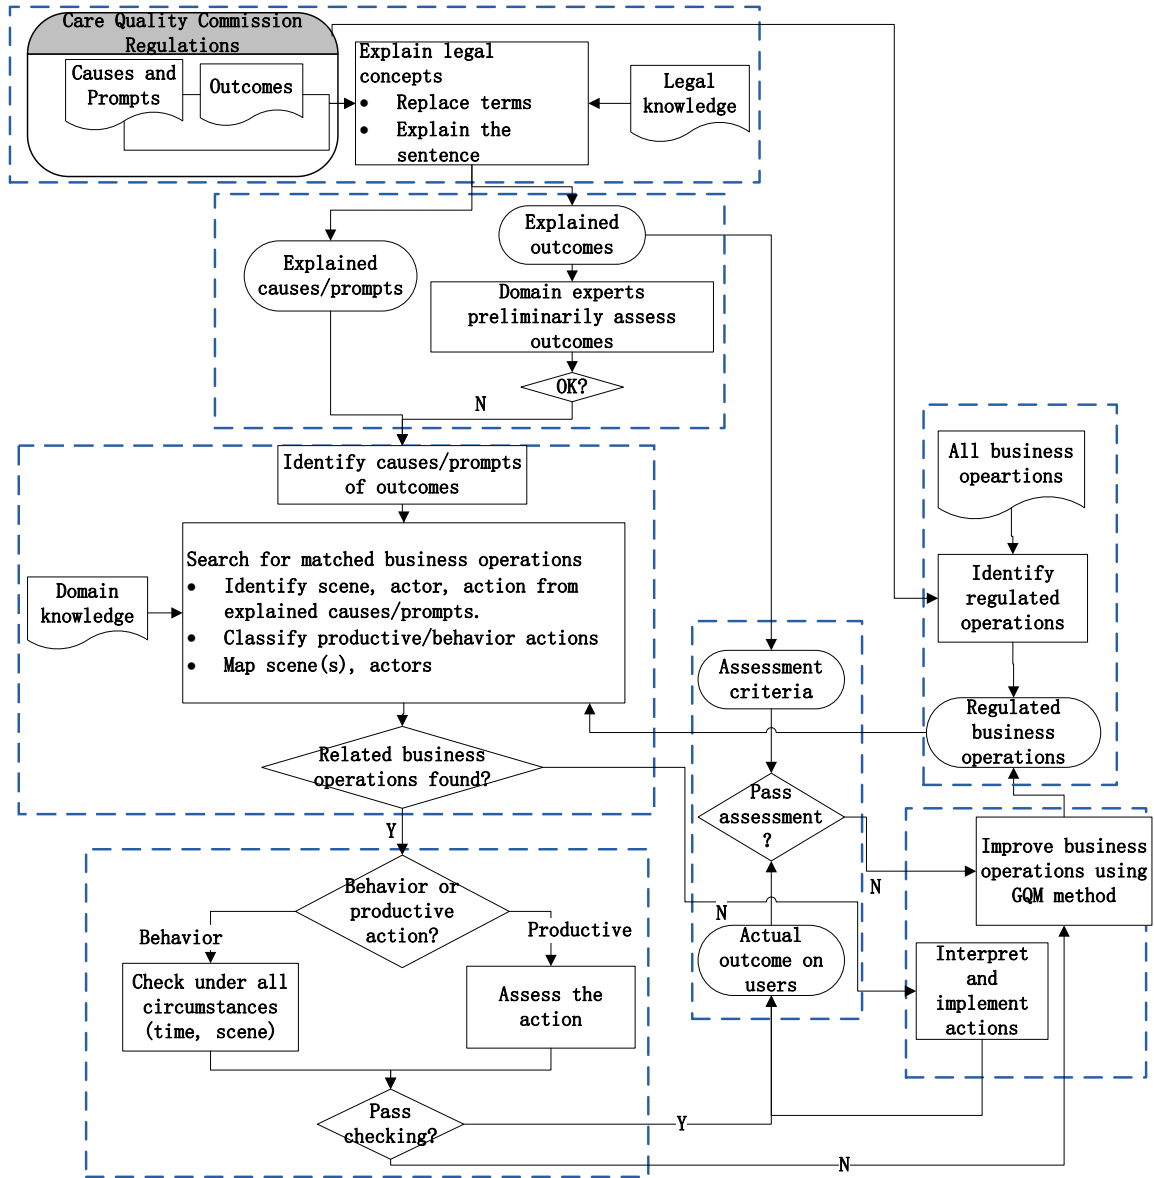 Care Quality Commission
Regulations
Causes and
Prompts
Outcomes
Explain legal
concepts
• Replace terms
• Explain the
sentence
Legal
knowledge
Explained
outcomes
Explained
causes/prompts
Domain experts
preliminarily assess
outcomes
OK?
N
Identify causes/prompts
of outcomes
All business
opeartions
Search for matched business operations
• Identify scene, actor, action from
explained causes/prompts.
• Classify productive/behavior actions
• Map scene(s), actors
Domain
knowledge
Identify
regulated
operations
Assessment
criteria
Regulated
business
operations
Related business
operations found?
Y
N
Pass
assessment
?
N
Improve business
operations using
GQM method
Behavior or
productive
action?
Behavior
Productive
Actual
outcome on
users
Interpret
and
implement
actions
Check under all
circumstances
(time, scene)
Assess the
action
Pass
checking?
Y
N